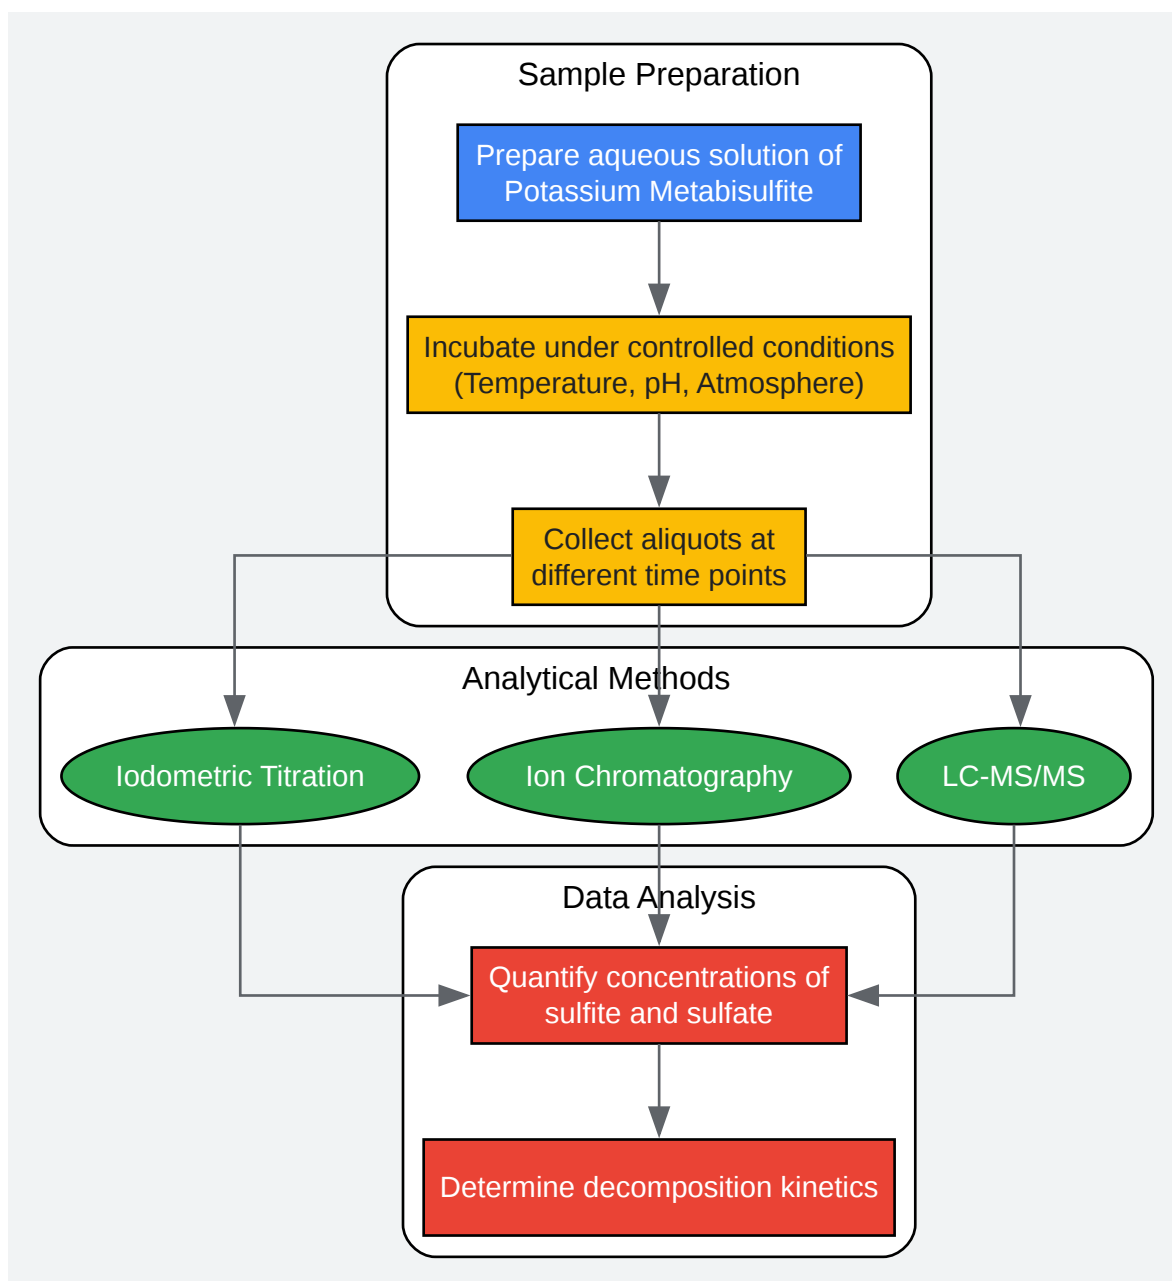 Sample Preparation
Prepare aqueous solution of
Potassium Metabisulfite
Incubate under controlled conditions
(Temperature, pH, Atmosphere)
Collect aliquots at
different time points
Analytical Methods
Iodometric Titration
Ion Chromatography
LC-MS/MS
Data Analysis
Quantify concentrations of
sulfite and sulfate
Determine decomposition kinetics